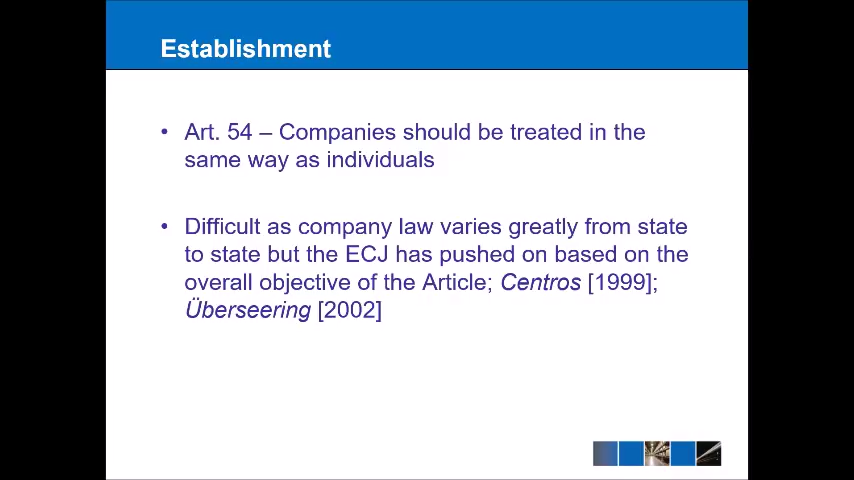 Establishment
• Art. 54 – Companies should be treated in the
same way as individuals
• Difficult as company law varies greatly from state
to state but the ECJ has pushed on based on the
overall objective of the Article; Centros [1999];
Überseering [2002]